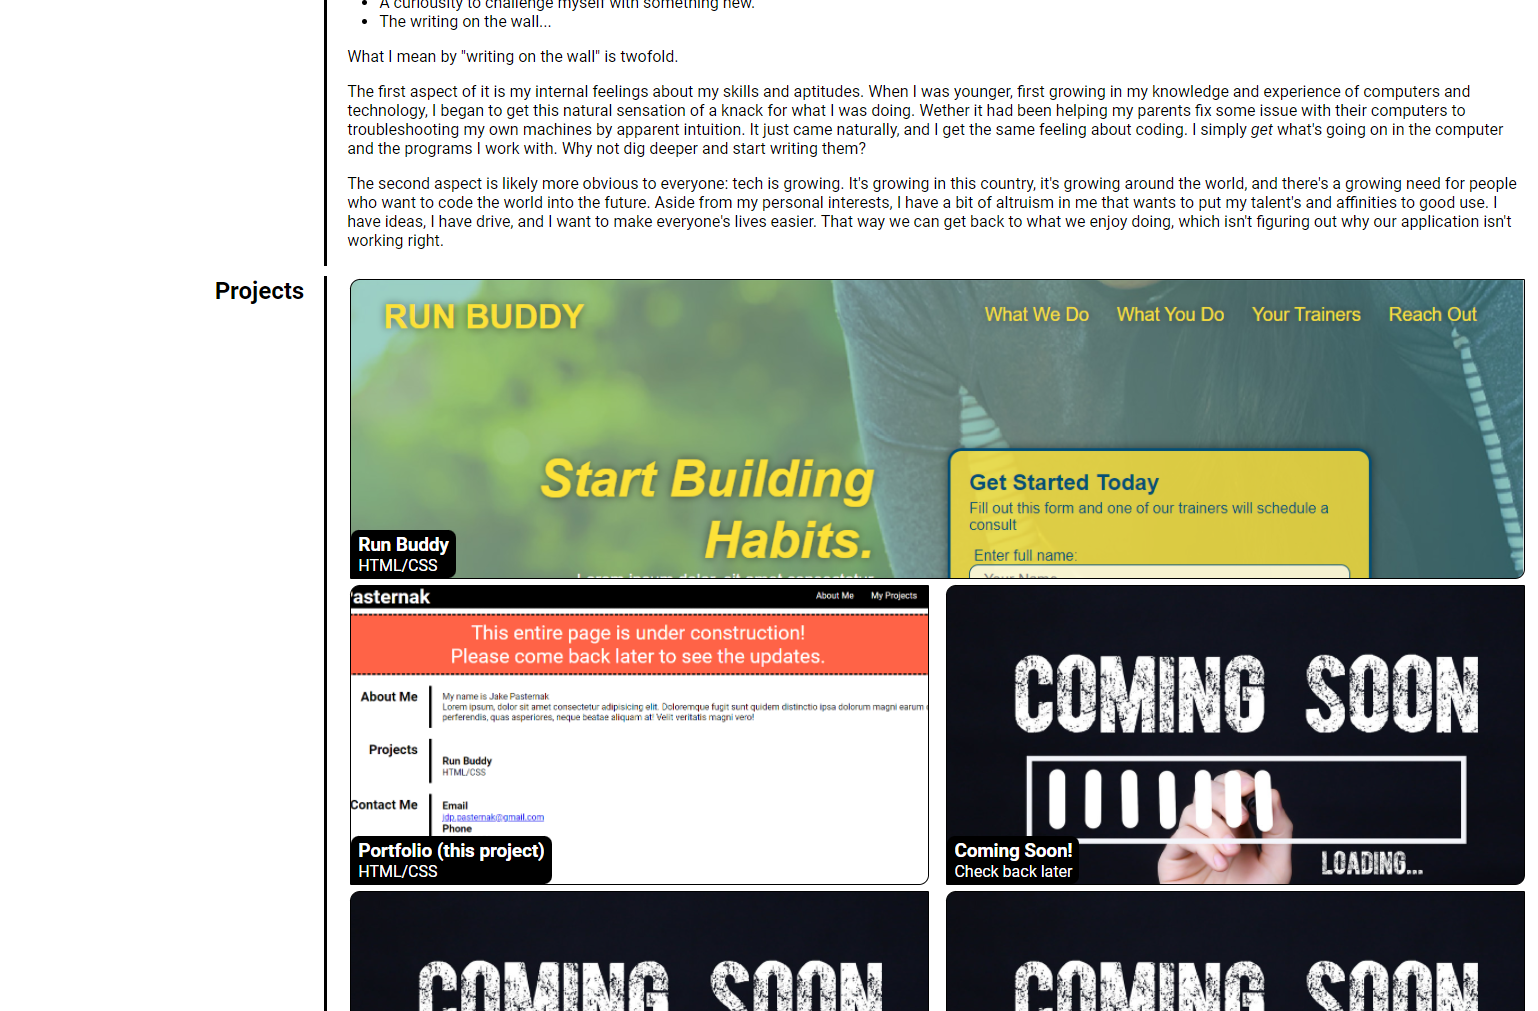 A curiousity to challenge myself with something new.
The writing on the wall...
What I mean by "writing on the wall" is twofold.
The first aspect of it is my internal feelings about my skills and aptitudes. When I was younger, first growing in my knowledge and experience of computers and
technology, I began to get this natural sensation of a knack for what I was doing. Wether it had been helping my parents fix some issue with their computers to
troubleshooting my own machines by apparent intuition. It just came naturally, and I get the same feeling about coding. I simply get what's going on in the computer
and the programs I work with. Why not dig deeper and start writing them?
The second aspect is likely more obvious to everyone: tech is growing. It's growing in this country, it's growing around the world, and there's a growing need for people
who want to code the world into the future. Aside from my personal interests, I have a bit of altruism in me that wants to put my talent's and affinities to good use. I
have ideas, I have drive, and I want to make everyone's lives easier. That way we can get back to what we enjoy doing, which isn't figuring out why our application isn't
working right.
Projects
RUN BUDDY
What We Do What You Do Your Trainers Reach Out
Start Building
Habits.
Lorem ipsum dolor sit amet consectetur
Get Started Today
Fill out this form and one of our trainers will schedule a
consult
Enter full name:
Your Name
Run Buddy
HTML/CSS
asternak
About Me My Projects
This entire page is under construction!
Please come back later to see the updates.
About Me
My name is Jake Pasternak
Lorem ipsum, dolor sit amet consectetur adipisicing elit. Doloremque fugit sunt quidem distinctio ipsa dolorum magni earum
perferendis, quas asperiores, neque beatae aliquam at! Velit veritatis magni vero!
Projects
Run Buddy
HTML/CSS
Contact Me
Email
jdp.pasternak@gmail.com
Phone
Portfolio (this project)
HTML/CSS
COMING SOON
LOADING...
Coming Soon!
Check back later
COMING SOON
COMING SOON